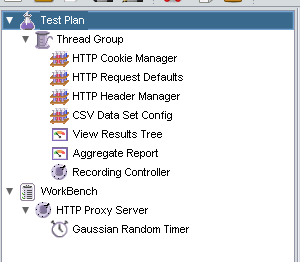 Test Plan
Thread Group
HTTP Cookie Manager
HTTP Request Defaults
HTTP Header Manager
CSV Data Set Config
View Results Tree
Aggregate Report
Recording Controller
WorkBench
HTTP Proxy Server
Gaussian Random Timer